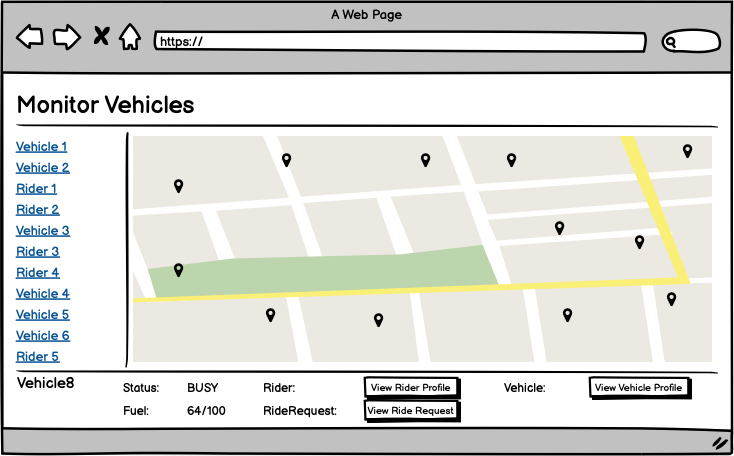 A Web Page
https://
Monitor Vehicles
Vehicle 1
Vehicle 2
Rider 1
Rider 2
Vehicle 3
Rider 3
Rider 4
Vehicle 4
Vehicle 5
Vehicle 6
Rider 5
Vehicle8
Status: BUSY Rider: View Rider Profile Vehicle: View Vehicle Profile
Fuel: 64/100 RideRequest: View Ride Request